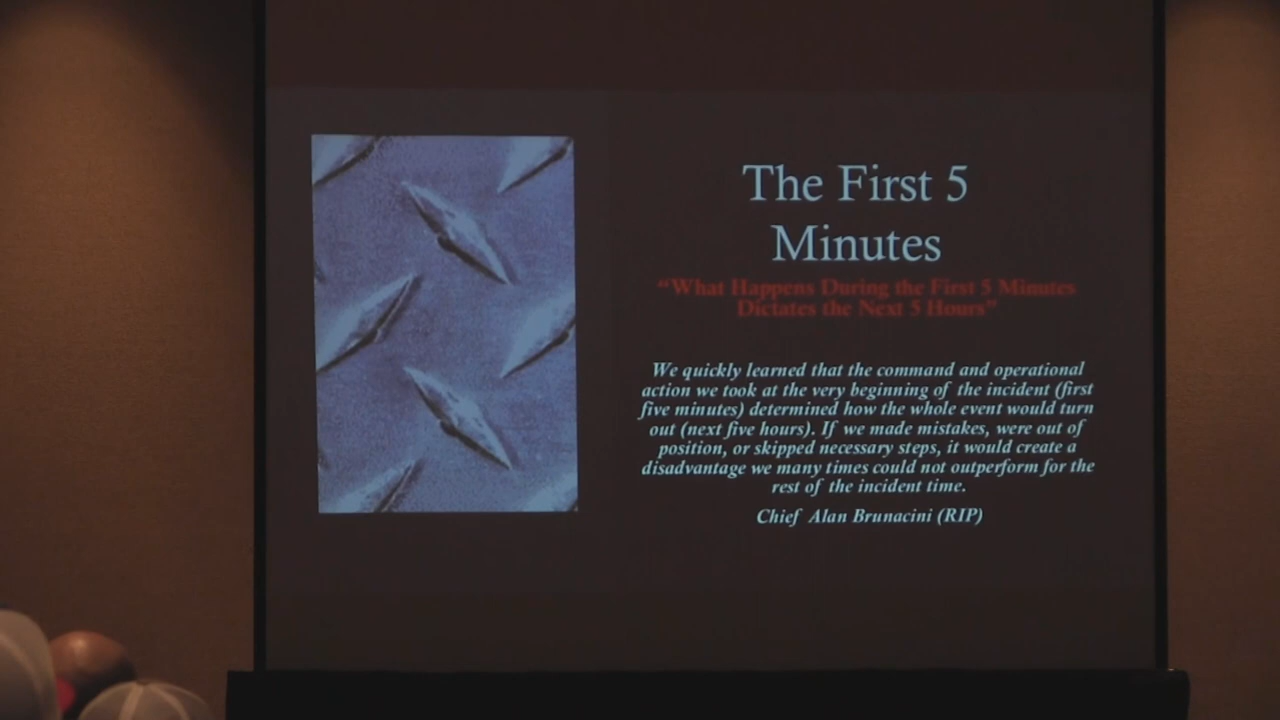 The First 5
Minutes
“What Happens During the First 5 Minutes
Dictates the Next 5 Hours”
We quickly learned that the command and operational
action we took at the very beginning of the incident (first
five minutes) determined how the whole event would turn
out (next five hours). If we made mistakes, were out of
position, or skipped necessary steps, it would create a
disadvantage we many times could not outperform for the
rest of the incident time.
Chief Alan Brunacini (RIP)